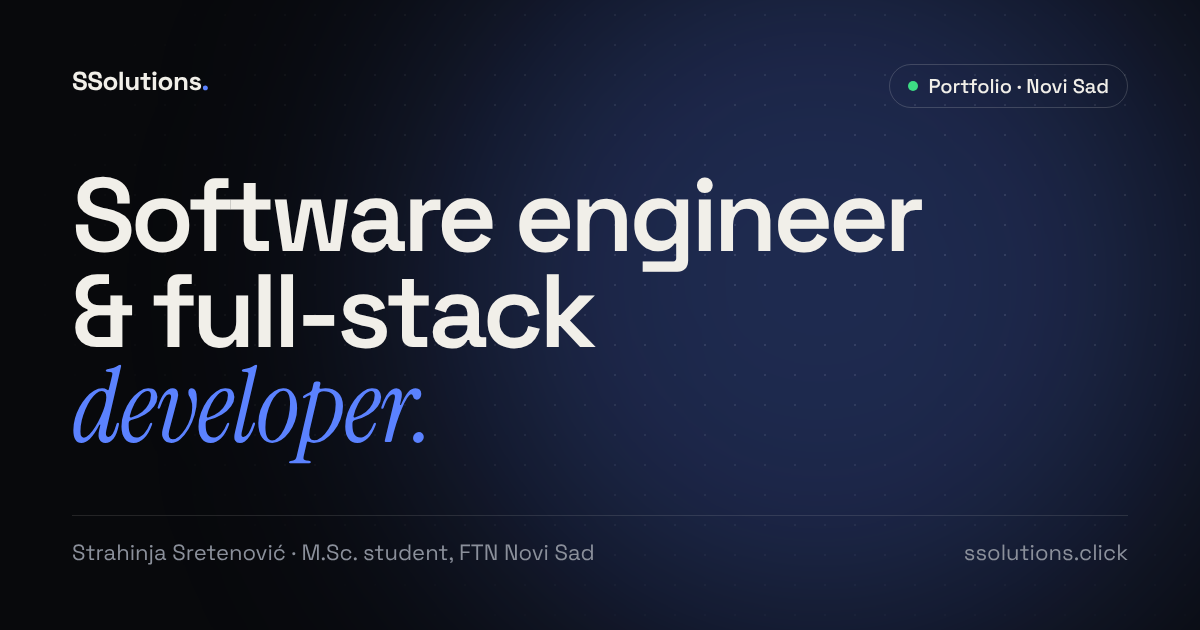 SSolutions.
Portfolio · Novi Sad
Software engineer
& full-stack
developer.
Strahinja Sretenović · M.Sc. student, FTN Novi Sad
ssolutions.click